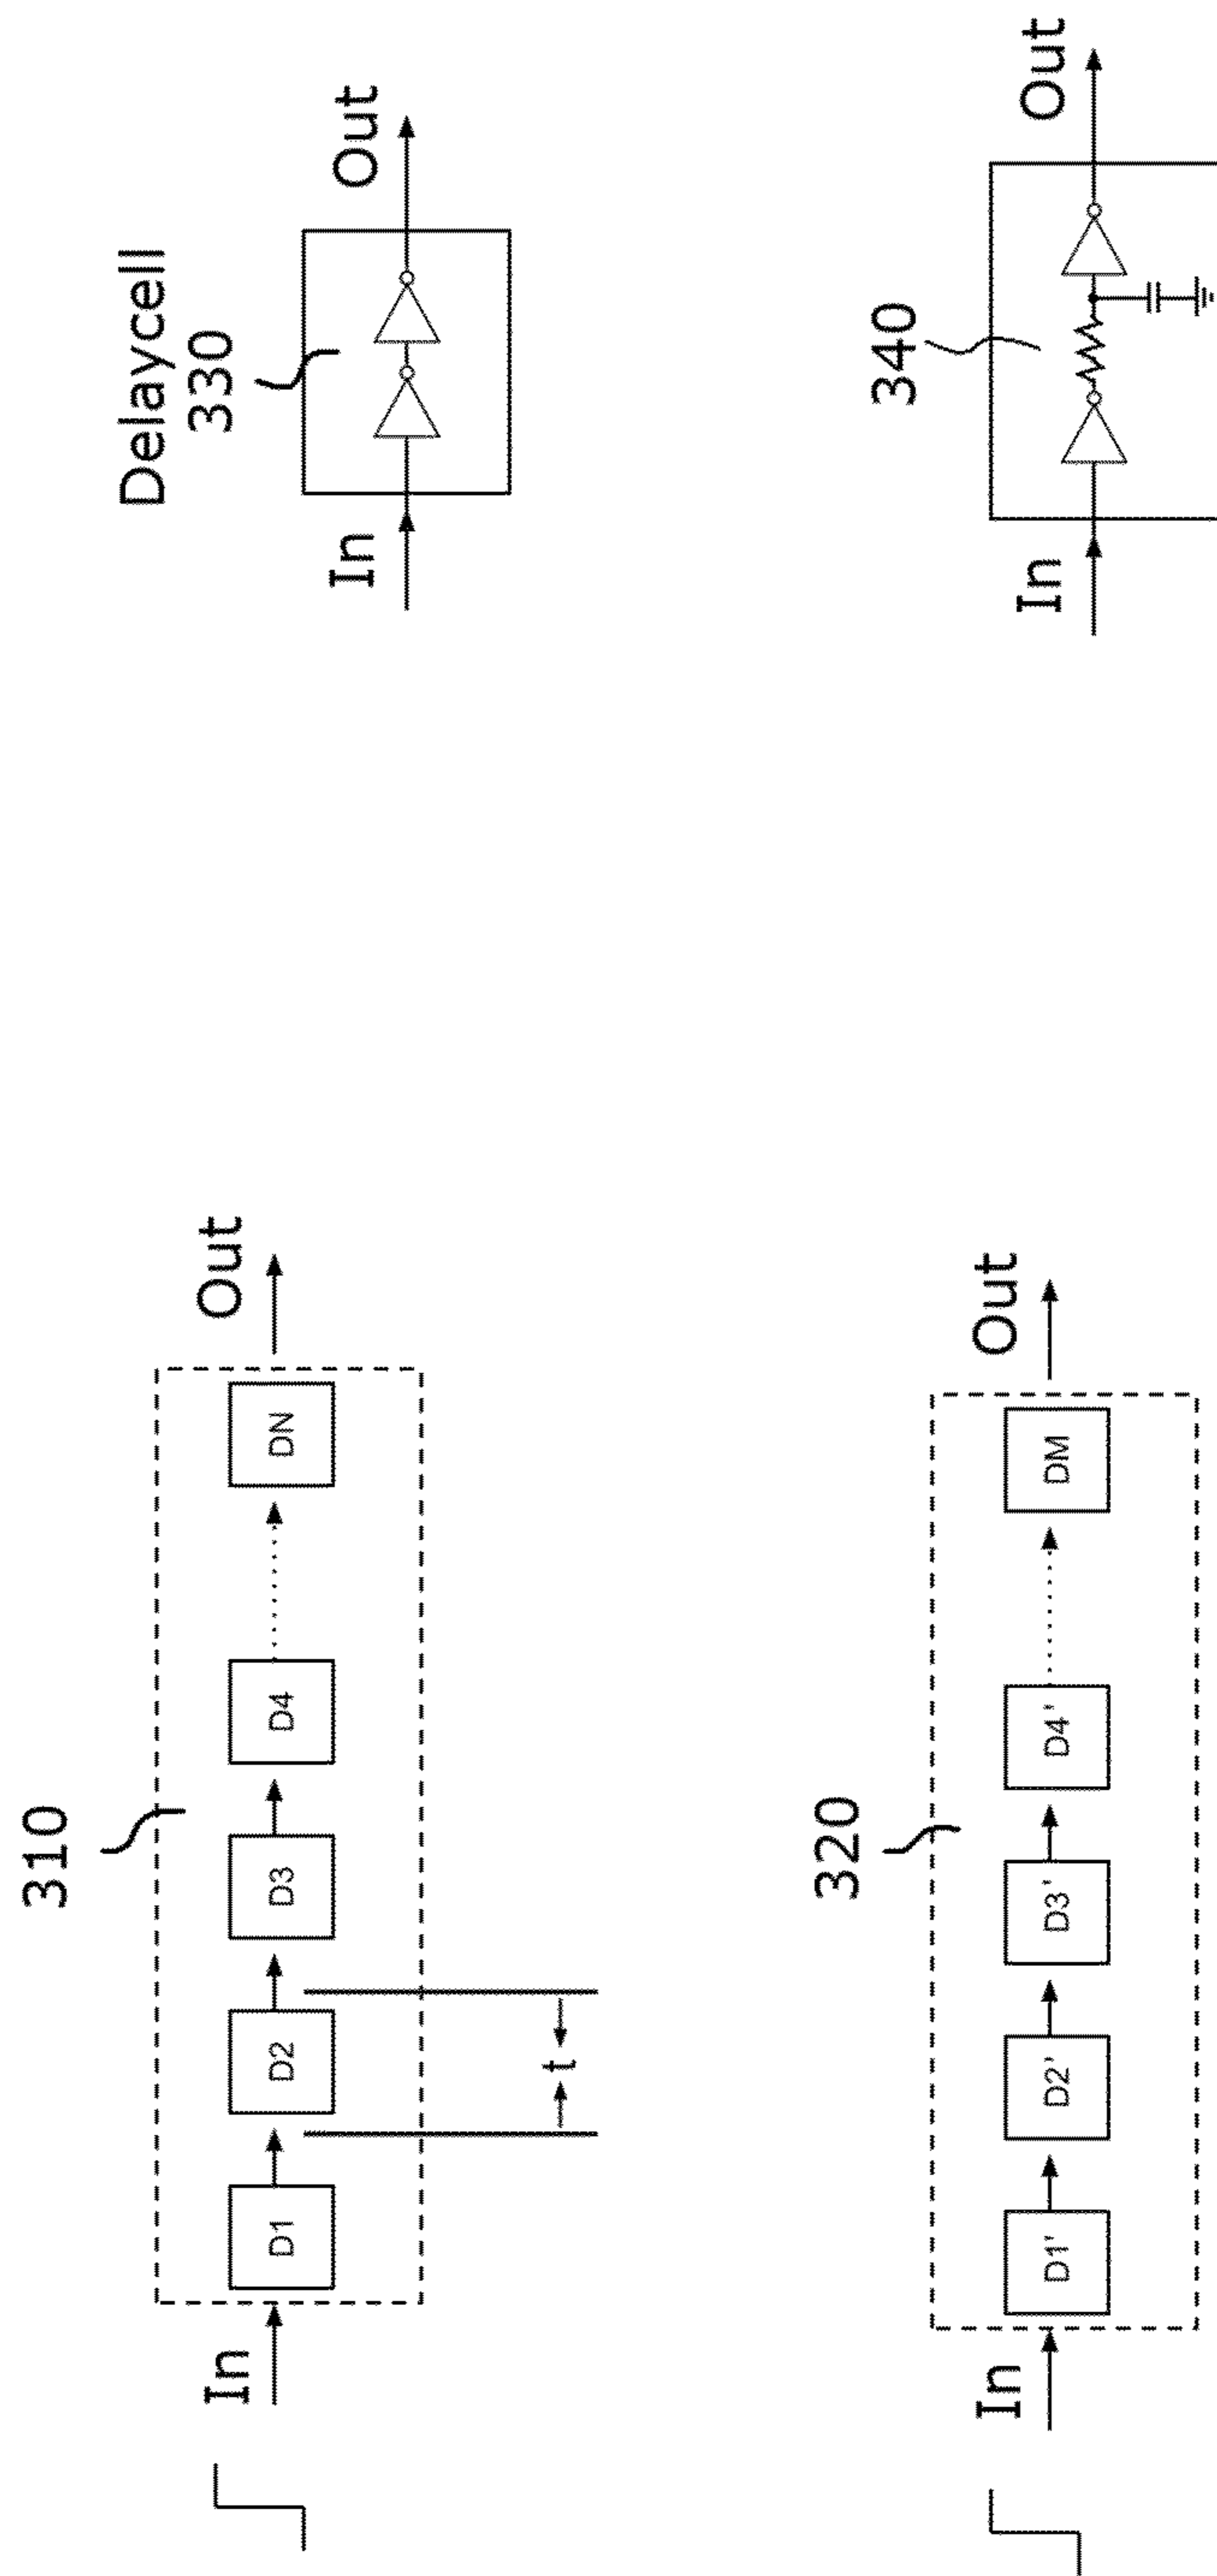 310
In
D1
D2
D3
D4
DN
Out
t
Delaycell
330
In
Out
320
In
D1'
D2'
D3'
D4'
DM
Out
340
In
Out